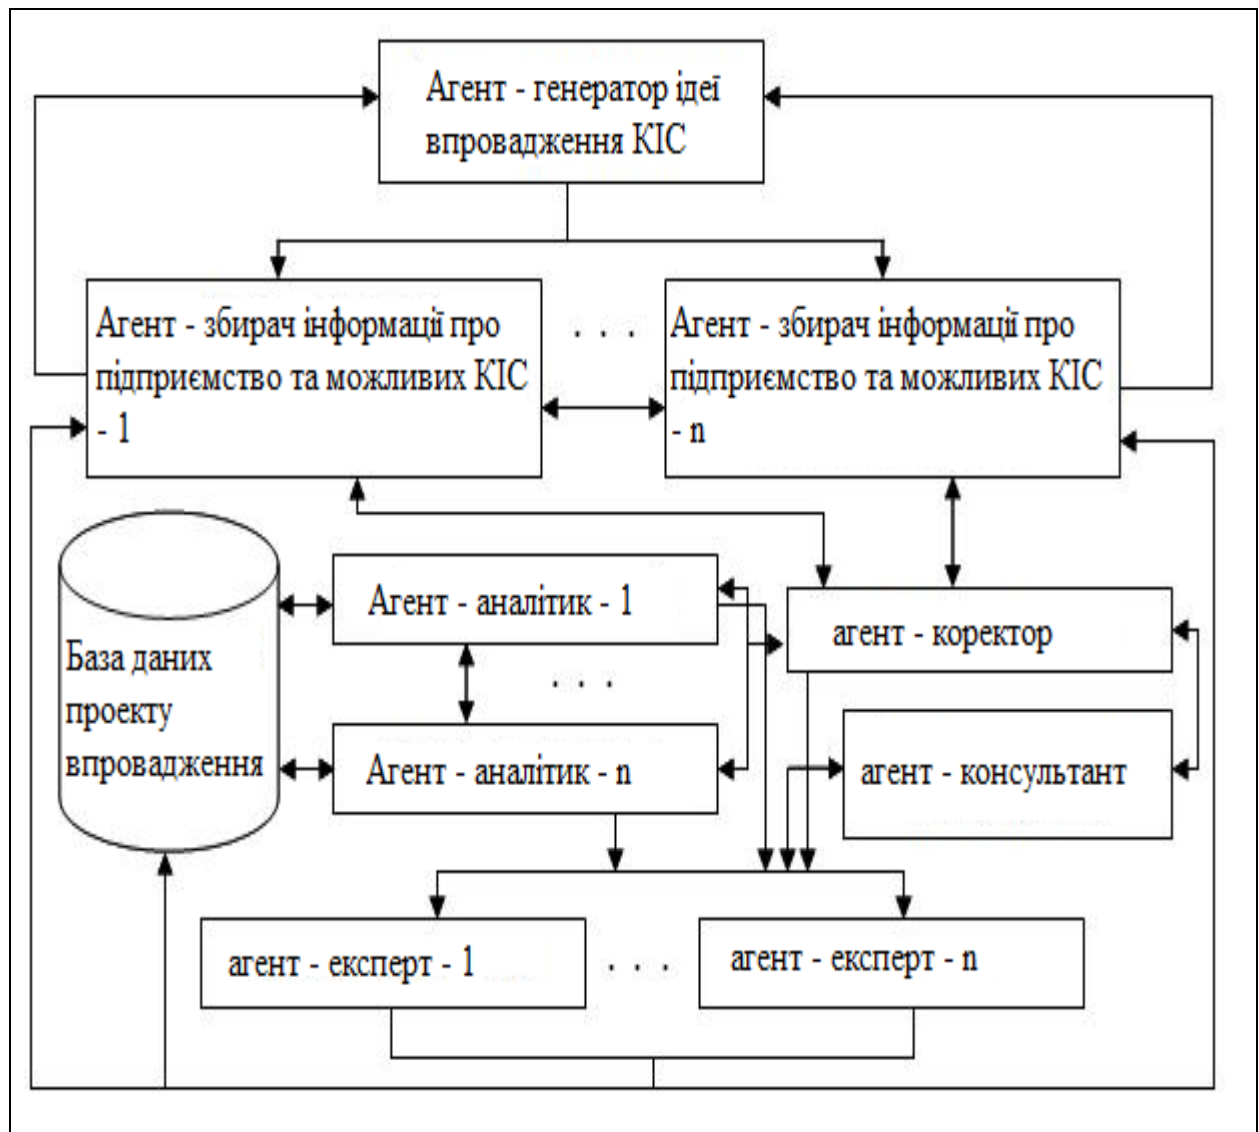 Агент - генератор ідеї
впровадження КІС
Агент - збирач інформації про
підприємство та можливих КІС
- 1
. . .
Агент - збирач інформації про
підприємство та можливих КІС
- n
База даних
проекту
впровадження
Агент - аналітик - 1
. . .
Агент - аналітик - n
агент - коректор
агент - консультант
агент - експерт - 1
. . .
агент - експерт - n